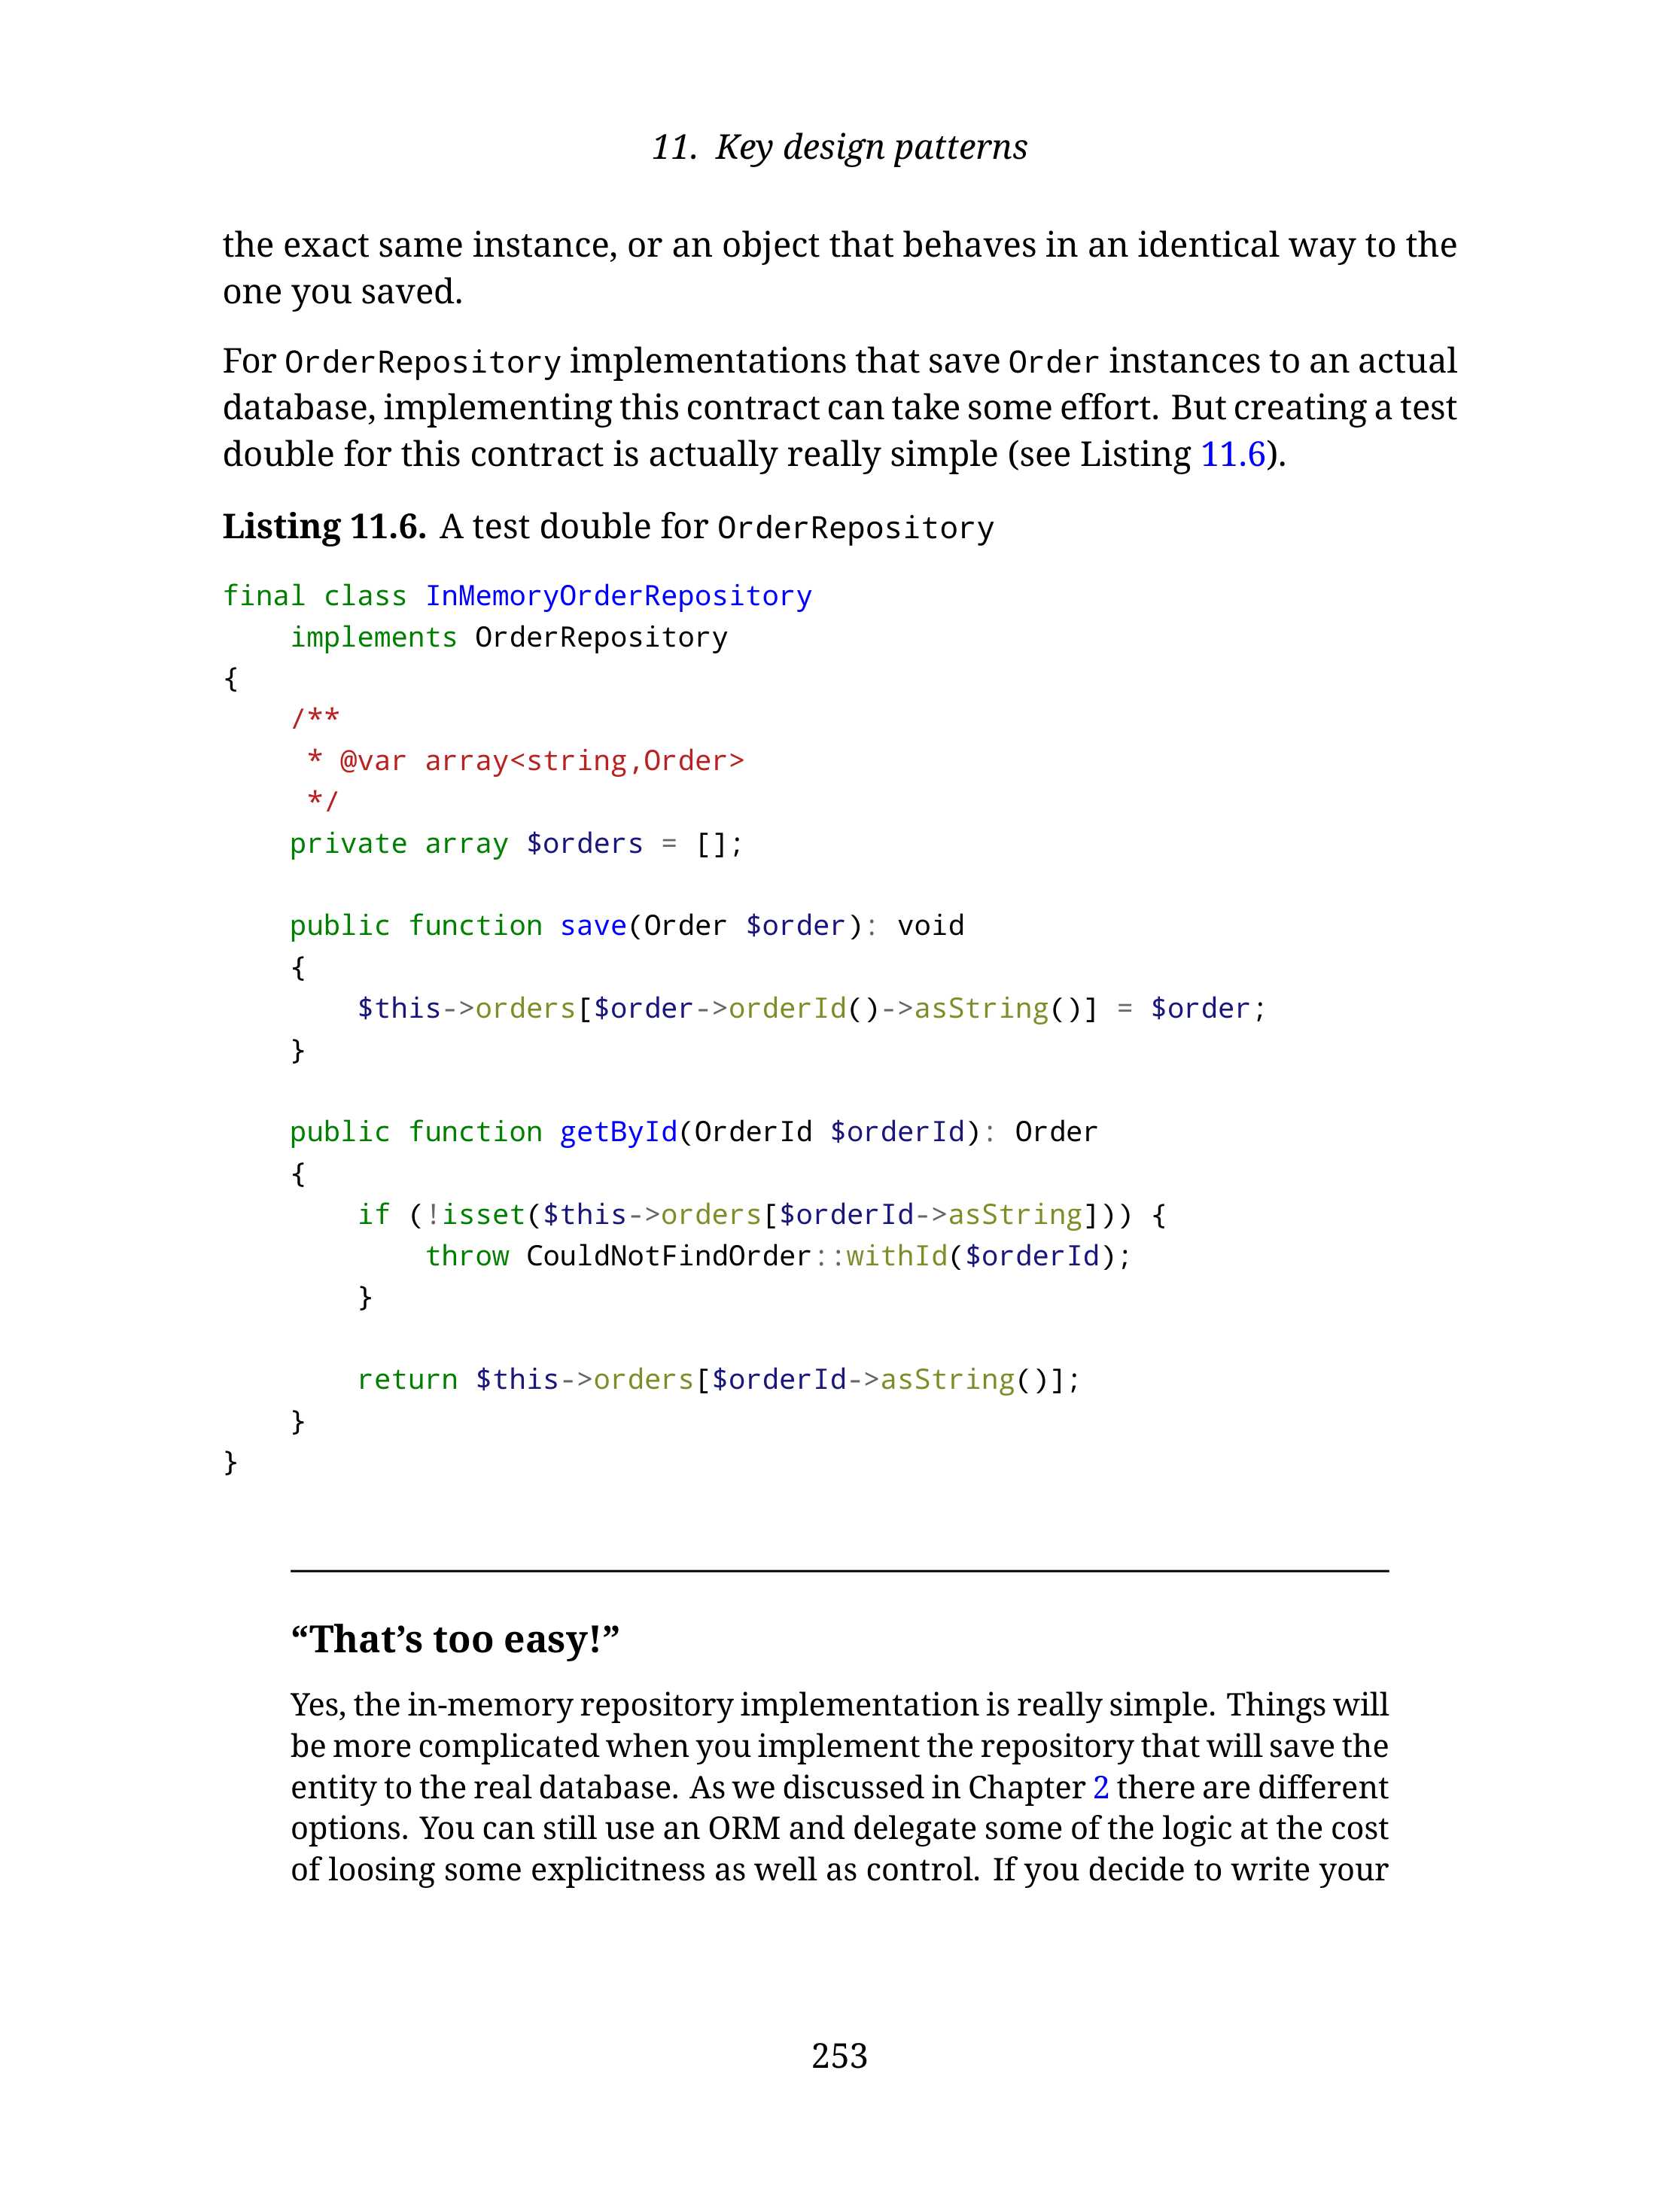 11. Key design patterns
the exact same instance, or an object that behaves in an identical way to the
one you saved.
For OrderRepository implementations that save Order instances to an actual
database, implementing this contract can take some effort. But creating a test
double for this contract is actually really simple (see Listing 11.6).
Listing 11.6. A test double for OrderRepository
final class InMemoryOrderRepository
    implements OrderRepository
{
    /**
     * @var array<string,Order>
     */
    private array $orders = [];

    public function save(Order $order): void
    {
        $this->orders[$order->orderId()->asString()] = $order;
    }

    public function getById(OrderId $orderId): Order
    {
        if (!isset($this->orders[$orderId->asString])) {
            throw CouldNotFindOrder::withId($orderId);
        }

        return $this->orders[$orderId->asString()];
    }
}
“That’s too easy!”
Yes, the in-memory repository implementation is really simple. Things will
be more complicated when you implement the repository that will save the
entity to the real database. As we discussed in Chapter 2 there are different
options. You can still use an ORM and delegate some of the logic at the cost
of loosing some explicitness as well as control. If you decide to write your
253